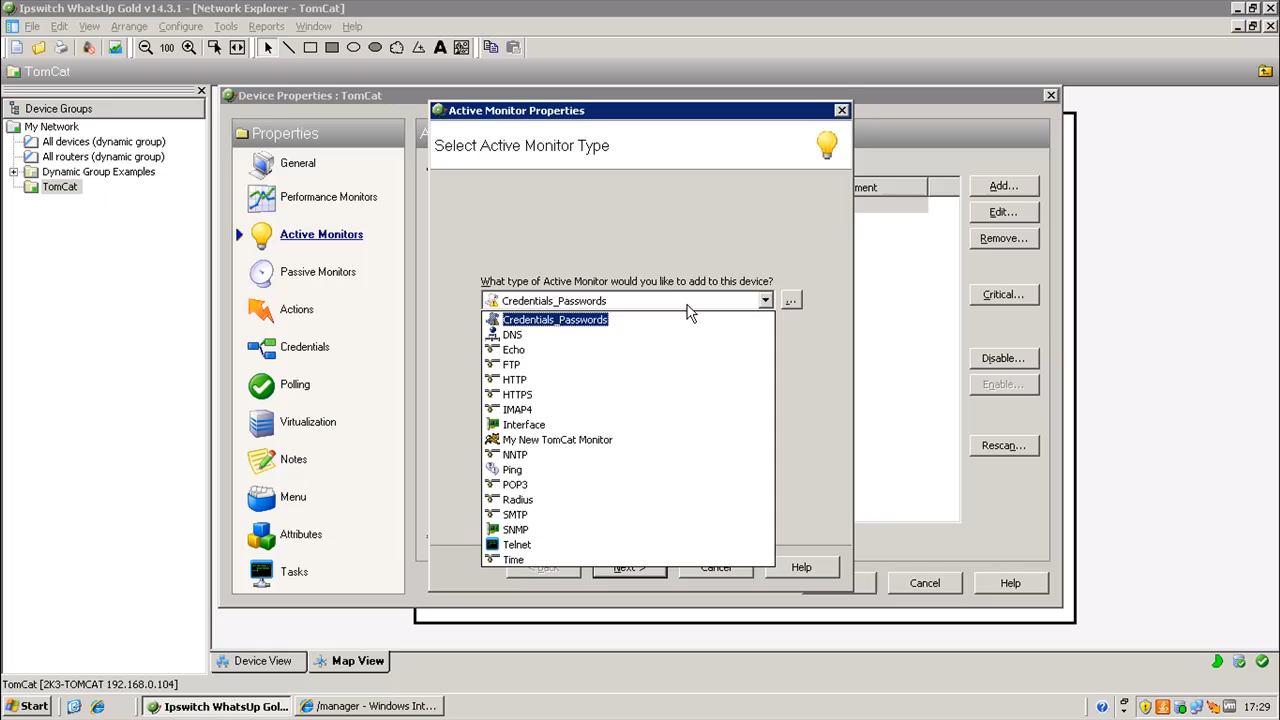 Ipswitch WhatsUp Gold v14.3.1 - [Network Explorer - TomCat]
File Edit View Arrange Configure Tools Reports Window Help
100
TomCat
Device Groups
My Network
All devices (dynamic group)
All routers (dynamic group)
Dynamic Group Examples
TomCat
Device Properties : TomCat
Properties
General
Performance Monitors
Active Monitors
Passive Monitors
Actions
Credentials
Polling
Virtualization
Notes
Menu
Attributes
Tasks
Active Monitor Properties
Select Active Monitor Type
What type of Active Monitor would you like to add to this device?
Credentials_Passwords
...
Credentials_Passwords
DNS
Echo
FTP
HTTP
HTTPS
IMAP4
Interface
My New TomCat Monitor
NNTP
Ping
POP3
Radius
SMTP
SNMP
Telnet
Time
< Back Next > Cancel Help
ment
Add...
Edit...
Remove...
Critical...
Disable...
Enable...
Rescan...
Cancel Help
Device View Map View
TomCat [2K3-TOMCAT 192.168.0.104]
Start Ipswitch WhatsUp Gol... /manager - Windows Int... 17:29